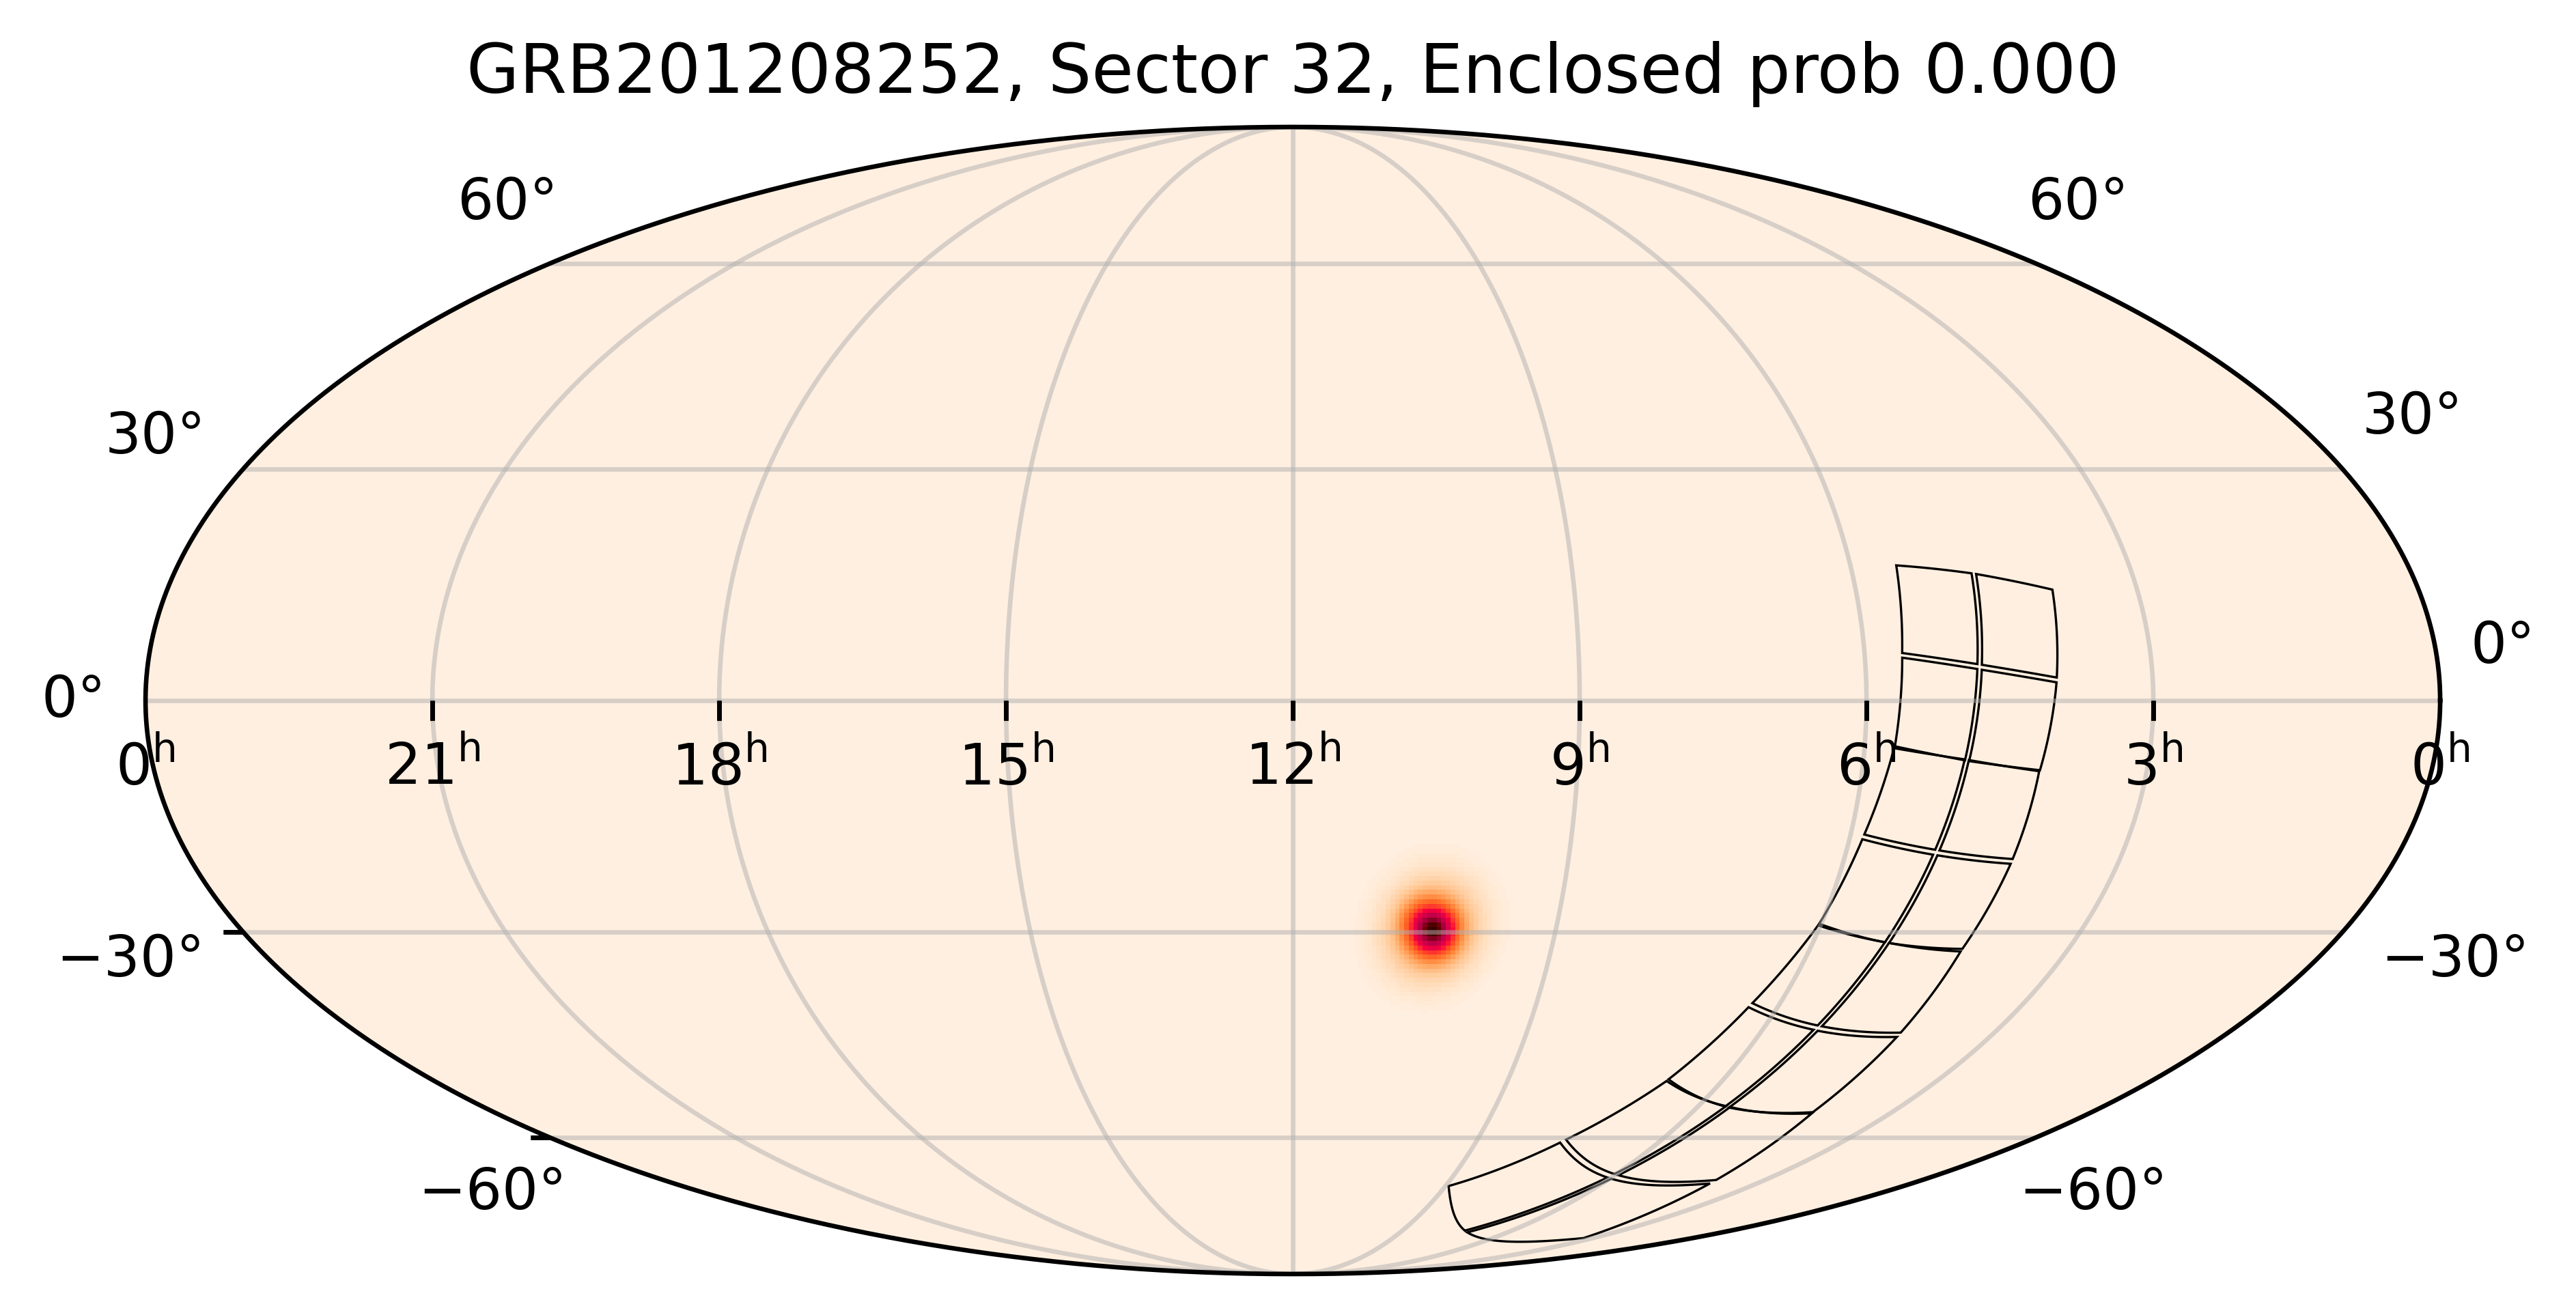 GRB201208252, Sector 32, Enclosed prob 0.000
60° 60°
30° 30°
0° 0°
0ʰ 21ʰ 18ʰ 15ʰ 12ʰ 9ʰ 6ʰ 3ʰ 0ʰ
−30° −30°
−60° −60°